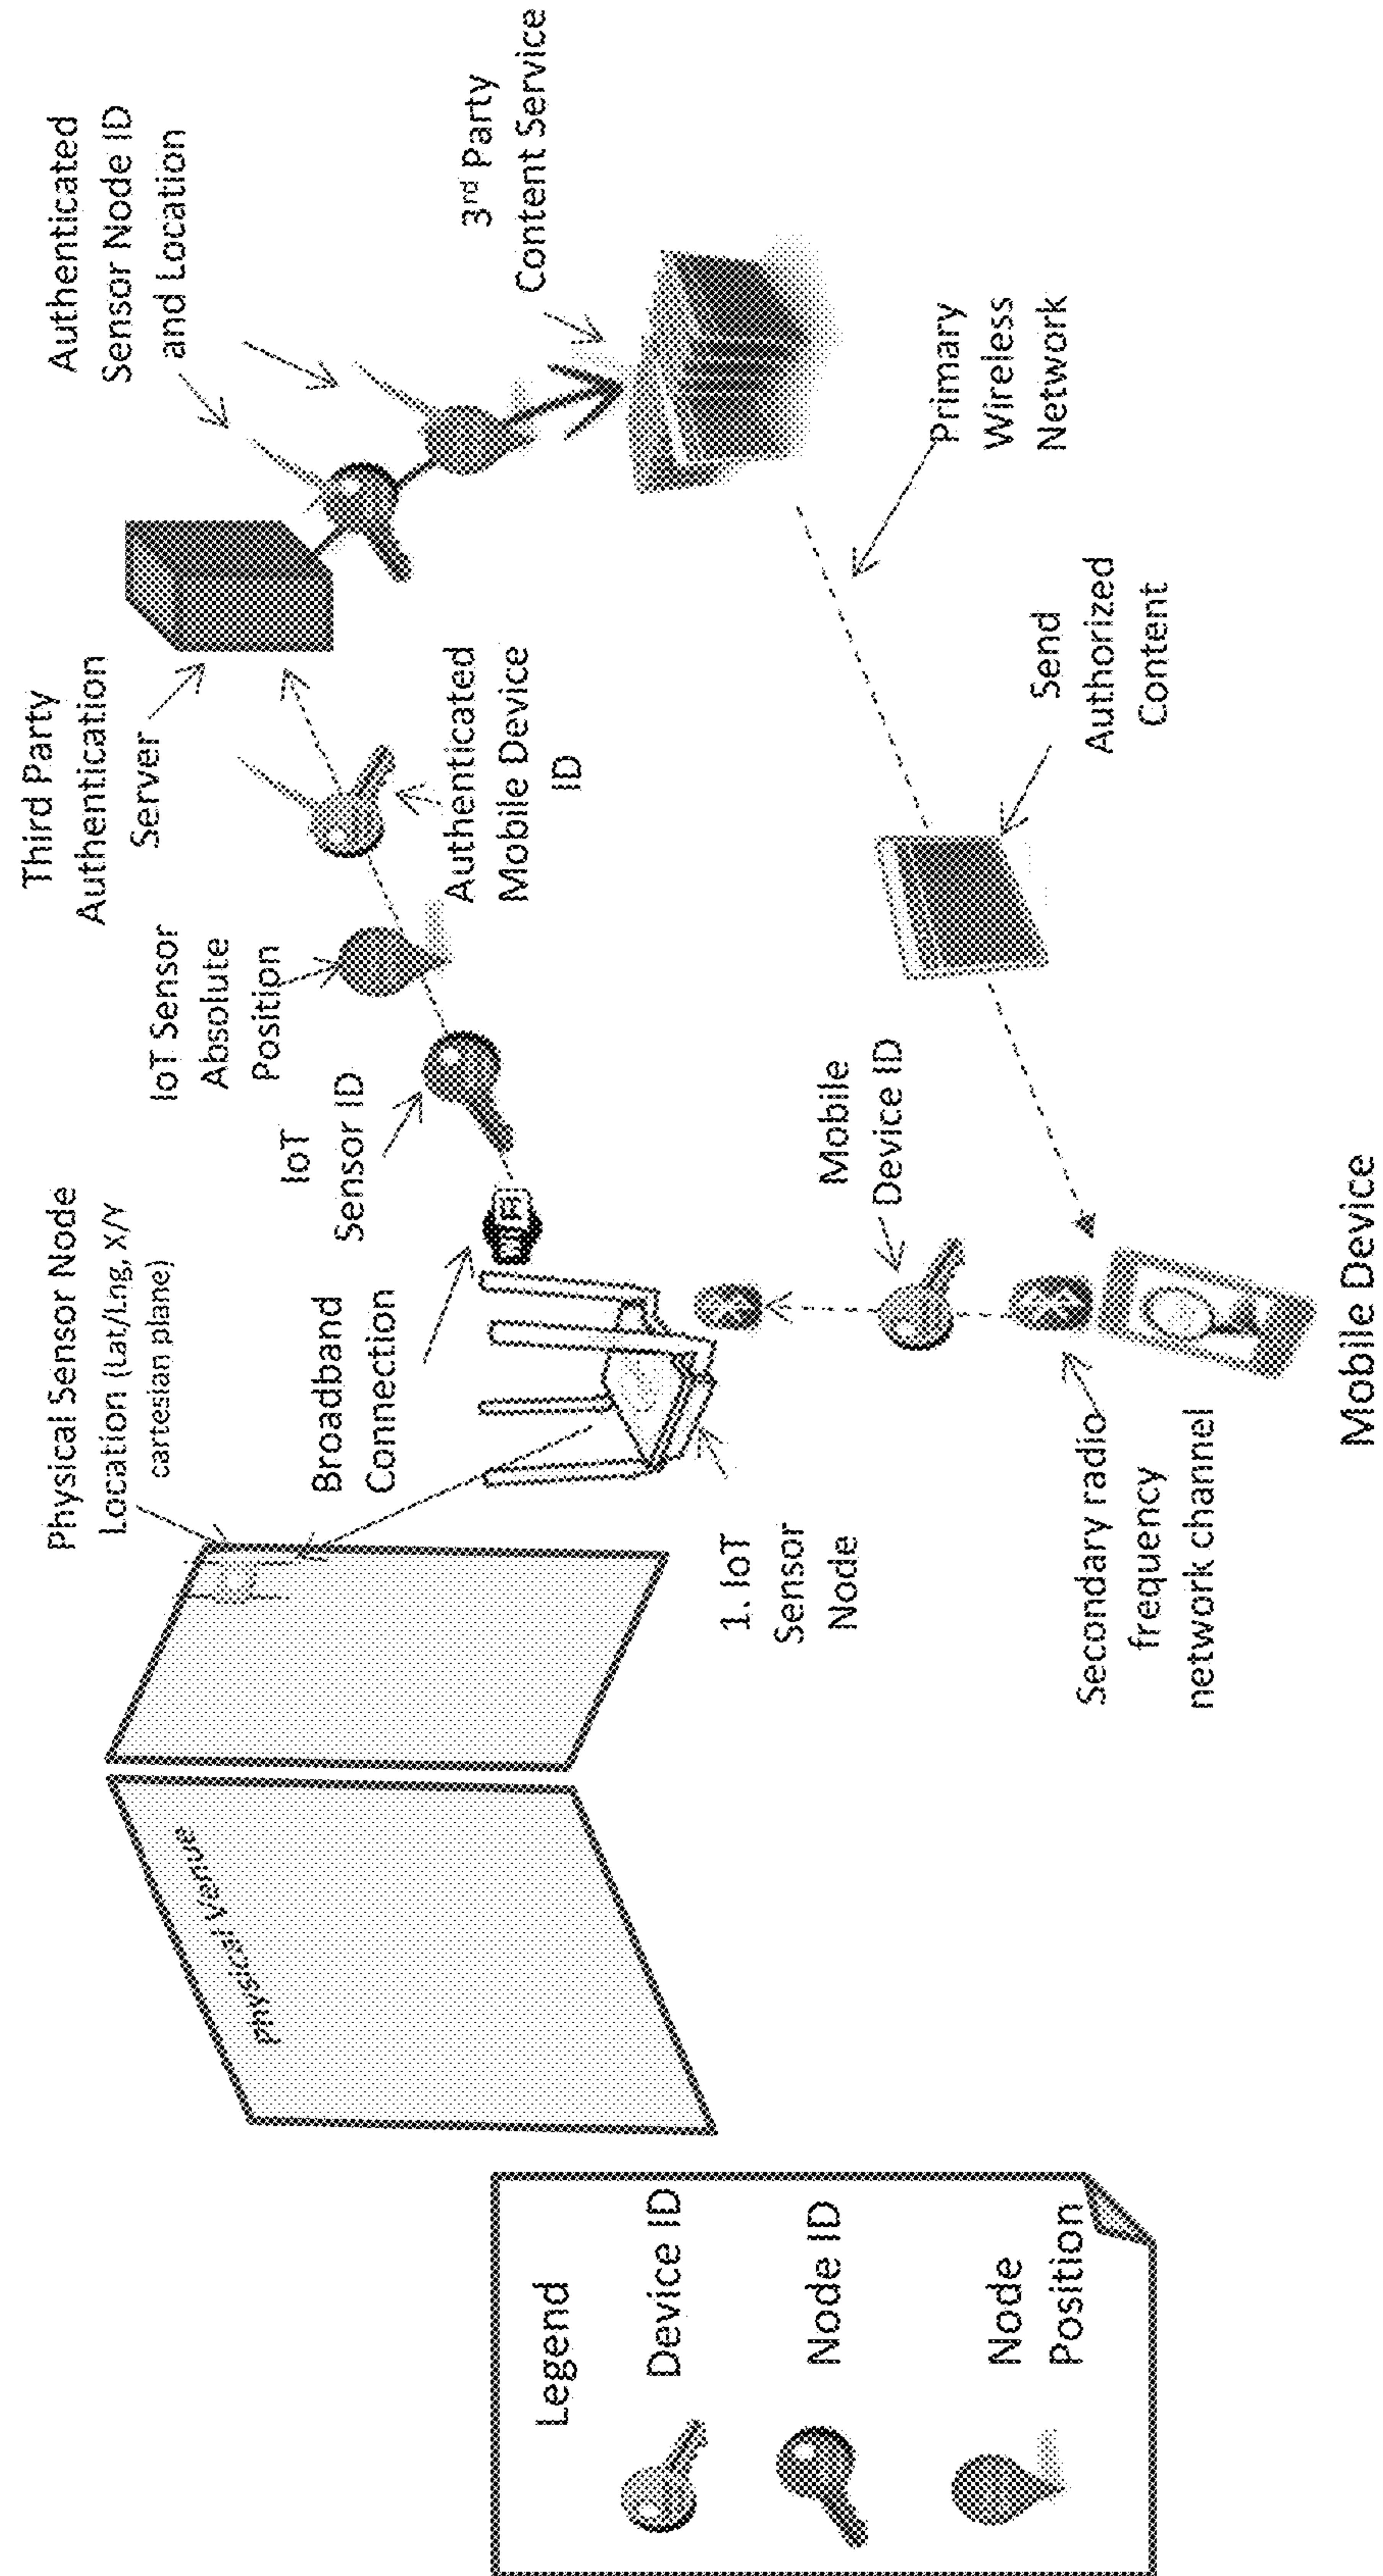 Third Party
Authentication
Server
Authenticated
Sensor Node ID
and Location
Physical Sensor Node
Location (Lat/Lng, X/Y
cartesian plane)
IoT Sensor
Absolute
Position
IoT
Sensor ID
Broadband
Connection
WiFi
Authenticated
Mobile Device
ID
3rd Party
Content Service
Physical Venue
1. IoT
Sensor
Node
Mobile
Device ID
Primary
Wireless
Network
Send
Authorized
Content
Secondary radio
frequency
network channel
Mobile Device
Legend
Device ID
Node ID
Node
Position